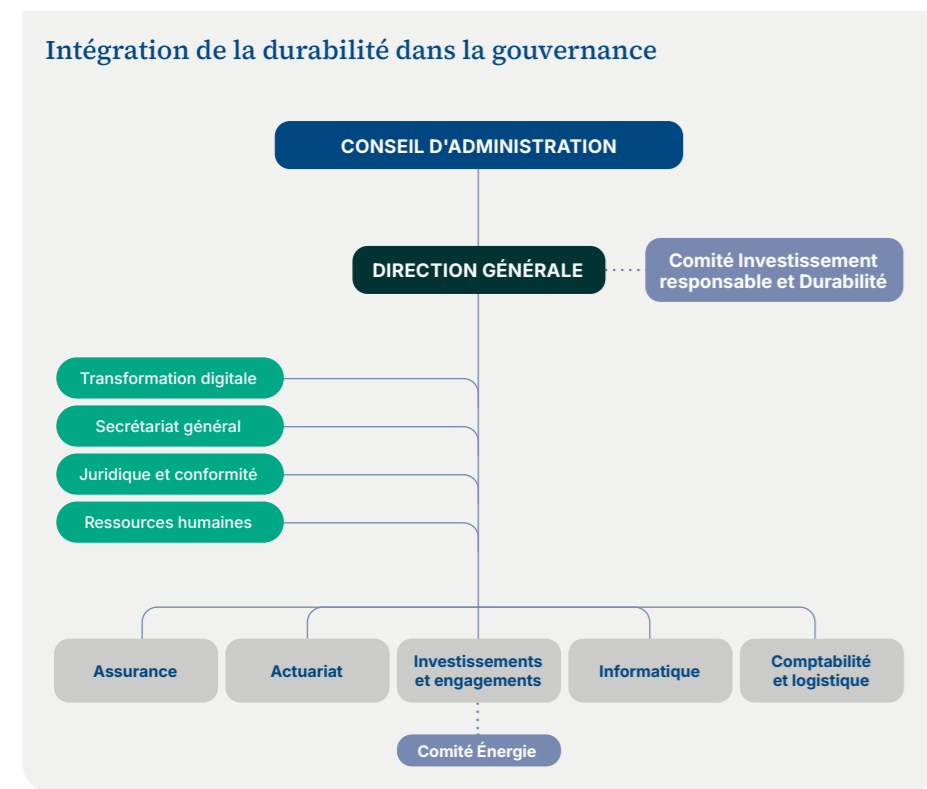 Intégration de la durabilité dans la gouvernance
CONSEIL D'ADMINISTRATION
DIRECTION GÉNÉRALE
Comité Investissement
responsable et Durabilité
Transformation digitale
Secrétariat général
Juridique et conformité
Ressources humaines
Assurance
Actuariat
Investissements
et engagements
Informatique
Comptabilité
et logistique
Comité Énergie